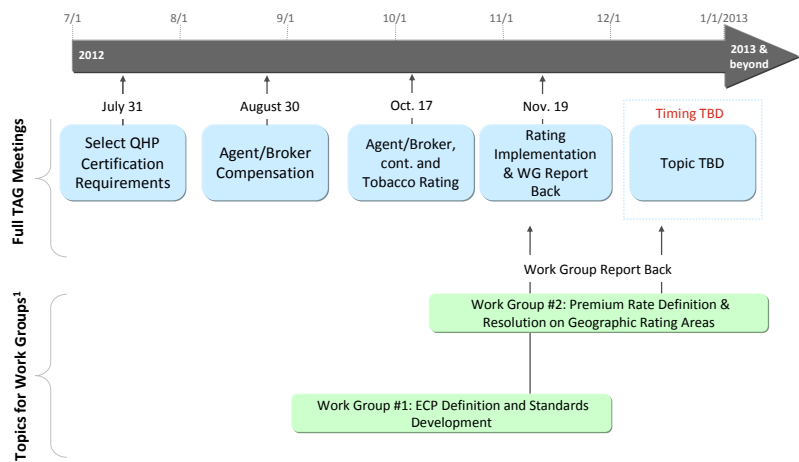 7/1 8/1 9/1 10/1 11/1 12/1 1/1/2013
2012
2013 &
beyond
July 31
August 30
Oct. 17
Nov. 19
Timing TBD
Full TAG Meetings
Select QHP
Certification
Requirements
Agent/Broker
Compensation
Agent/Broker,
cont. and
Tobacco Rating
Rating
Implementation
& WG Report
Back
Topic TBD
Work Group Report Back
Topics for Work Groups1
Work Group #2: Premium Rate Definition &
Resolution on Geographic Rating Areas
Work Group #1: ECP Definition and Standards
Development